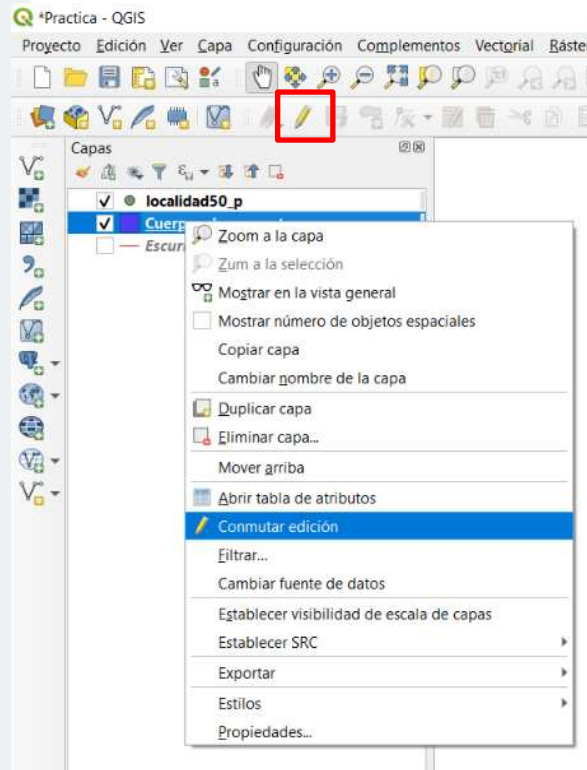 *Practica - QGIS
Proyecto Edición Ver Capa Configuración Complementos Vectorial Ráste
Capas
localidad50_p
Cuerp
Escur
Zoom a la capa
Zum a la selección
Mostrar en la vista general
Mostrar número de objetos espaciales
Copiar capa
Cambiar nombre de la capa
Duplicar capa
Eliminar capa...
Mover arriba
Abrir tabla de atributos
Conmutar edición
Filtrar...
Cambiar fuente de datos
Establecer visibilidad de escala de capas
Establecer SRC
Exportar
Estilos
Propiedades...